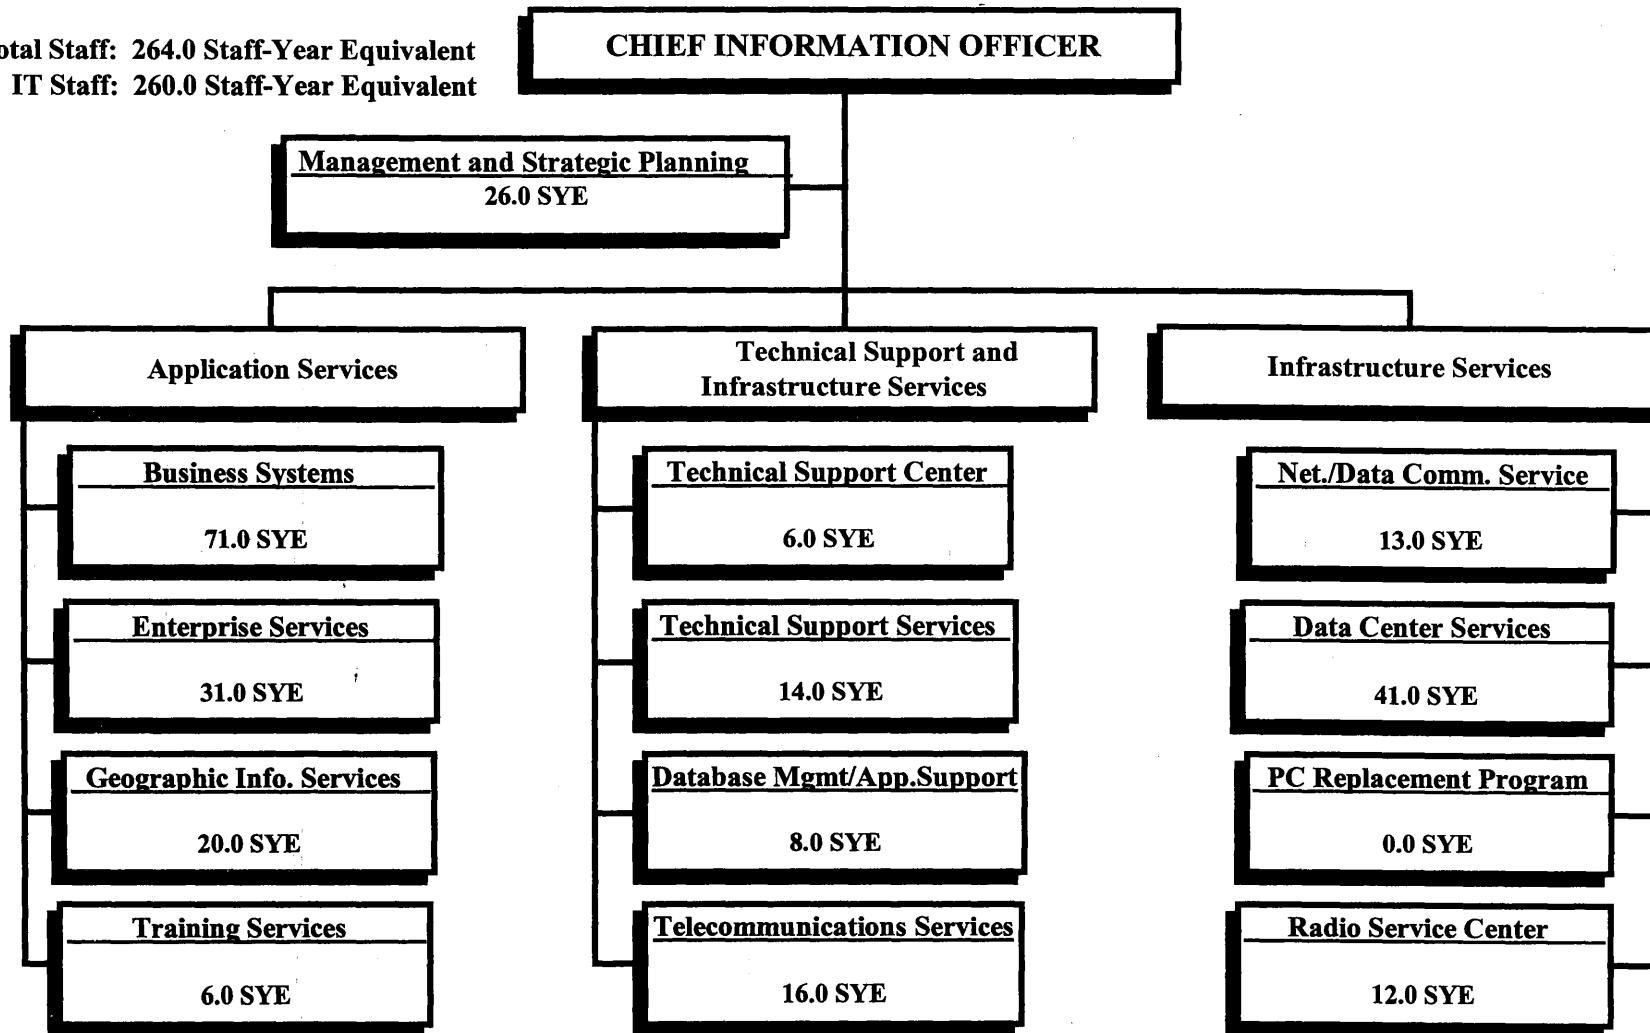 otal Staff: 264.0 Staff-Year Equivalent
IT Staff: 260.0 Staff-Year Equivalent
CHIEF INFORMATION OFFICER
Management and Strategic Planning
26.0 SYE
Application Services
Technical Support and
Infrastructure Services
Infrastructure Services
Business Systems
71.0 SYE
Technical Support Center
6.0 SYE
Net./Data Comm. Service
13.0 SYE
Enterprise Services
31.0 SYE
Technical Support Services
14.0 SYE
Data Center Services
41.0 SYE
Geographic Info. Services
20.0 SYE
Database Mgmt/App.Support
8.0 SYE
PC Replacement Program
0.0 SYE
Training Services
6.0 SYE
Telecommunications Services
16.0 SYE
Radio Service Center
12.0 SYE